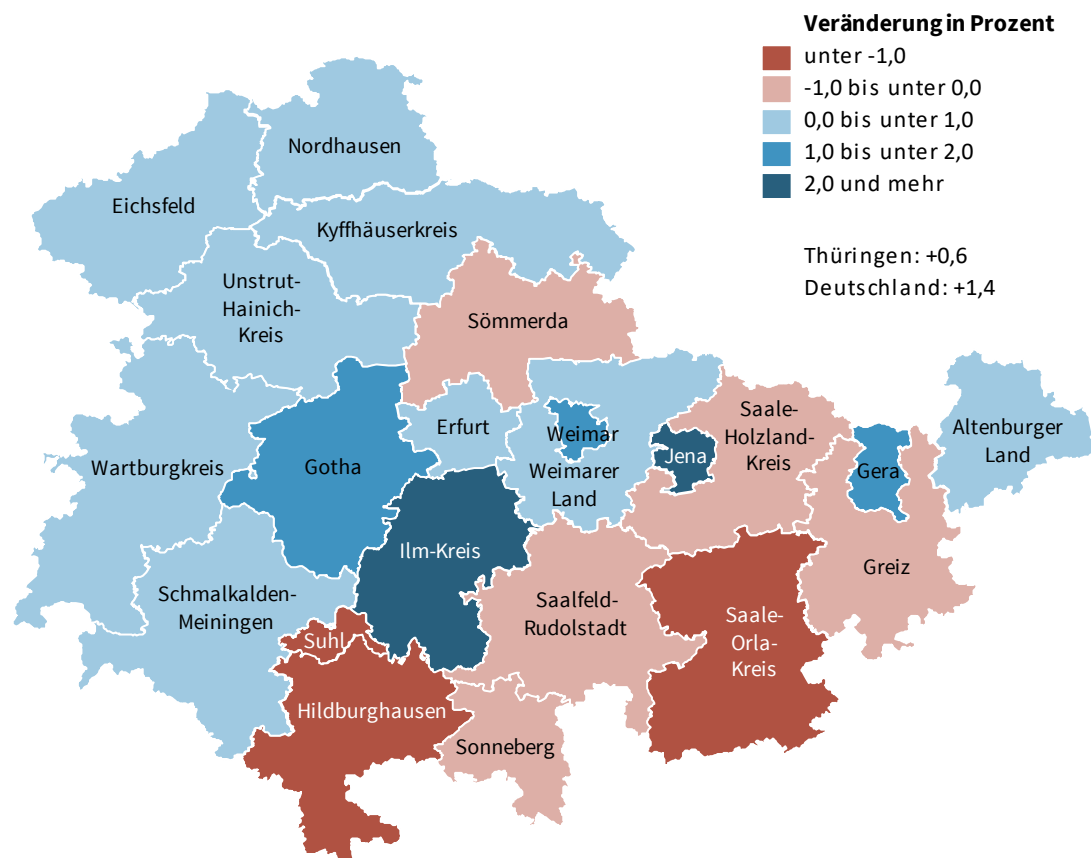 Veränderung in Prozent
unter -1,0
-1,0 bis unter 0,0
0,0 bis unter 1,0
1,0 bis unter 2,0
2,0 und mehr
Thüringen: +0,6
Deutschland: +1,4
Nordhausen
Eichsfeld
Kyffhäuserkreis
Unstrut-
Hainich-
Kreis
Sömmerda
Wartburgkreis
Gotha
Erfurt
Weimar
Weimarer
Land
Jena
Saale-
Holzland-
Kreis
Gera
Altenburger
Land
Ilm-Kreis
Greiz
Schmalkalden-
Meiningen
Suhl
Saalfeld-
Rudolstadt
Saale-
Orla-
Kreis
Hildburghausen
Sonneberg